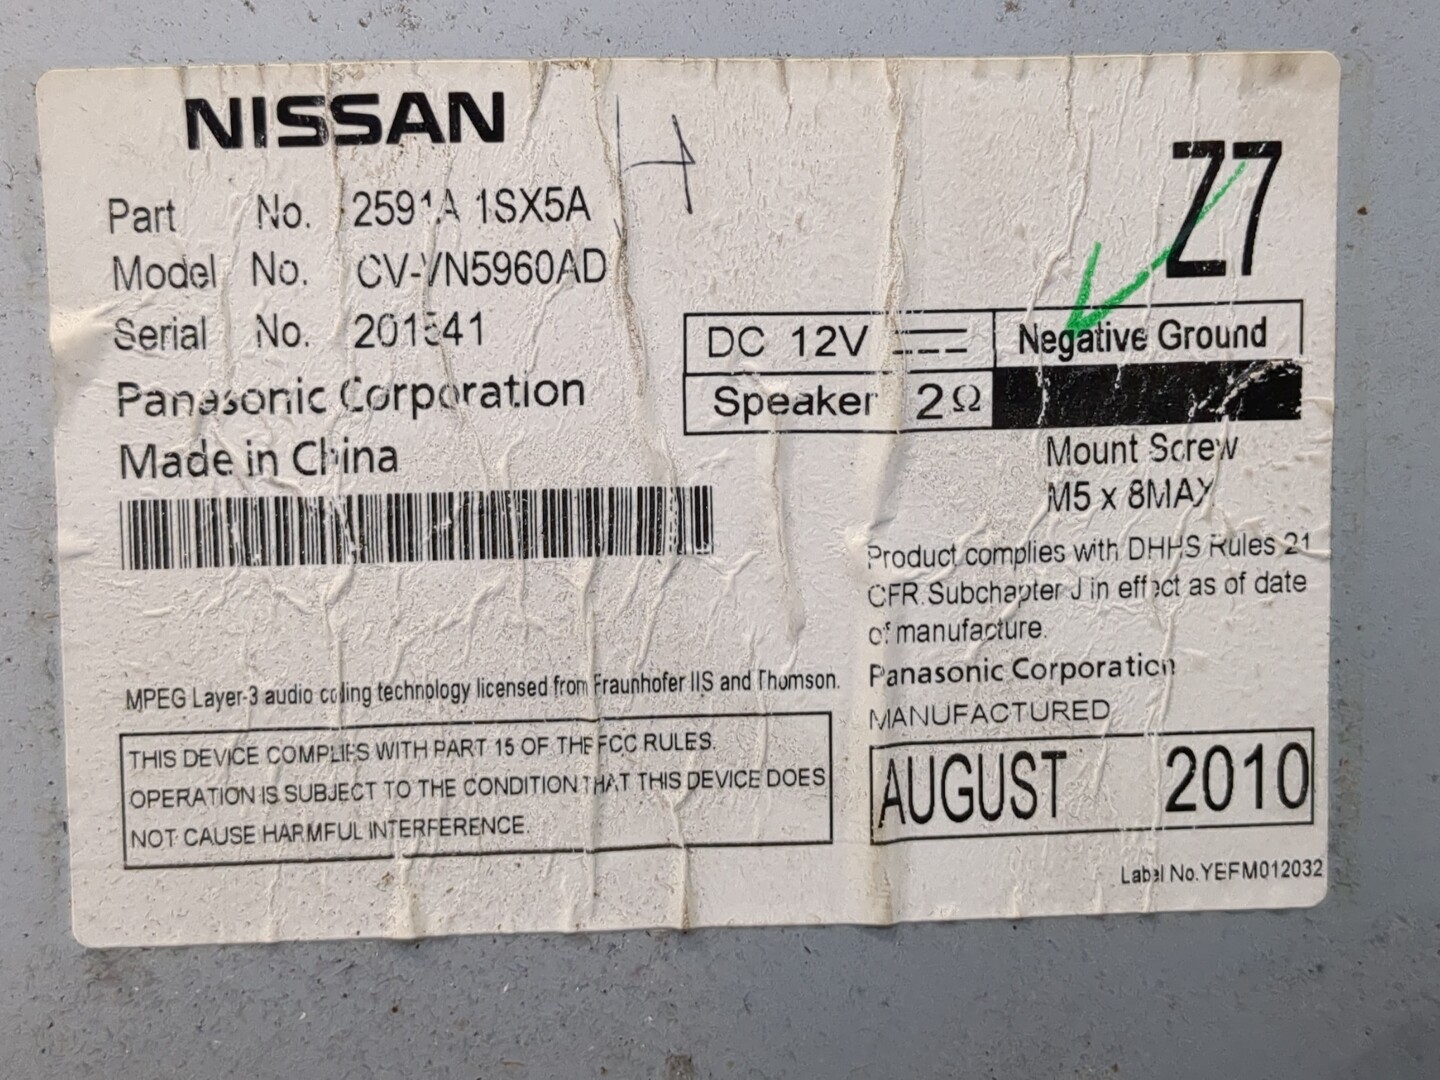 NISSAN
H
Z7
Part No. 2591A 1SX5A
Model No. CV-VN5960AD
Serial No.
Panasonic Corporation
Made in China
DC 12V Negative Ground
Speaker 2Ω
Mount Screw
M5 x 8MAX
Product complies with DHHS Rules 21
CFR.Subchapter J in effect as of date
of manufacture.
Panasonic Corporation
MANUFACTURED
AUGUST 2010
MPEG Layer-3 audio coding technology licensed from Fraunhofer IIS and Thomson.
THIS DEVICE COMPLIES WITH PART 15 OF THE FCC RULES.
OPERATION IS SUBJECT TO THE CONDITION THAT THIS DEVICE DOES
NOT CAUSE HARMFUL INTERFERENCE.
Label No.YEFM012032